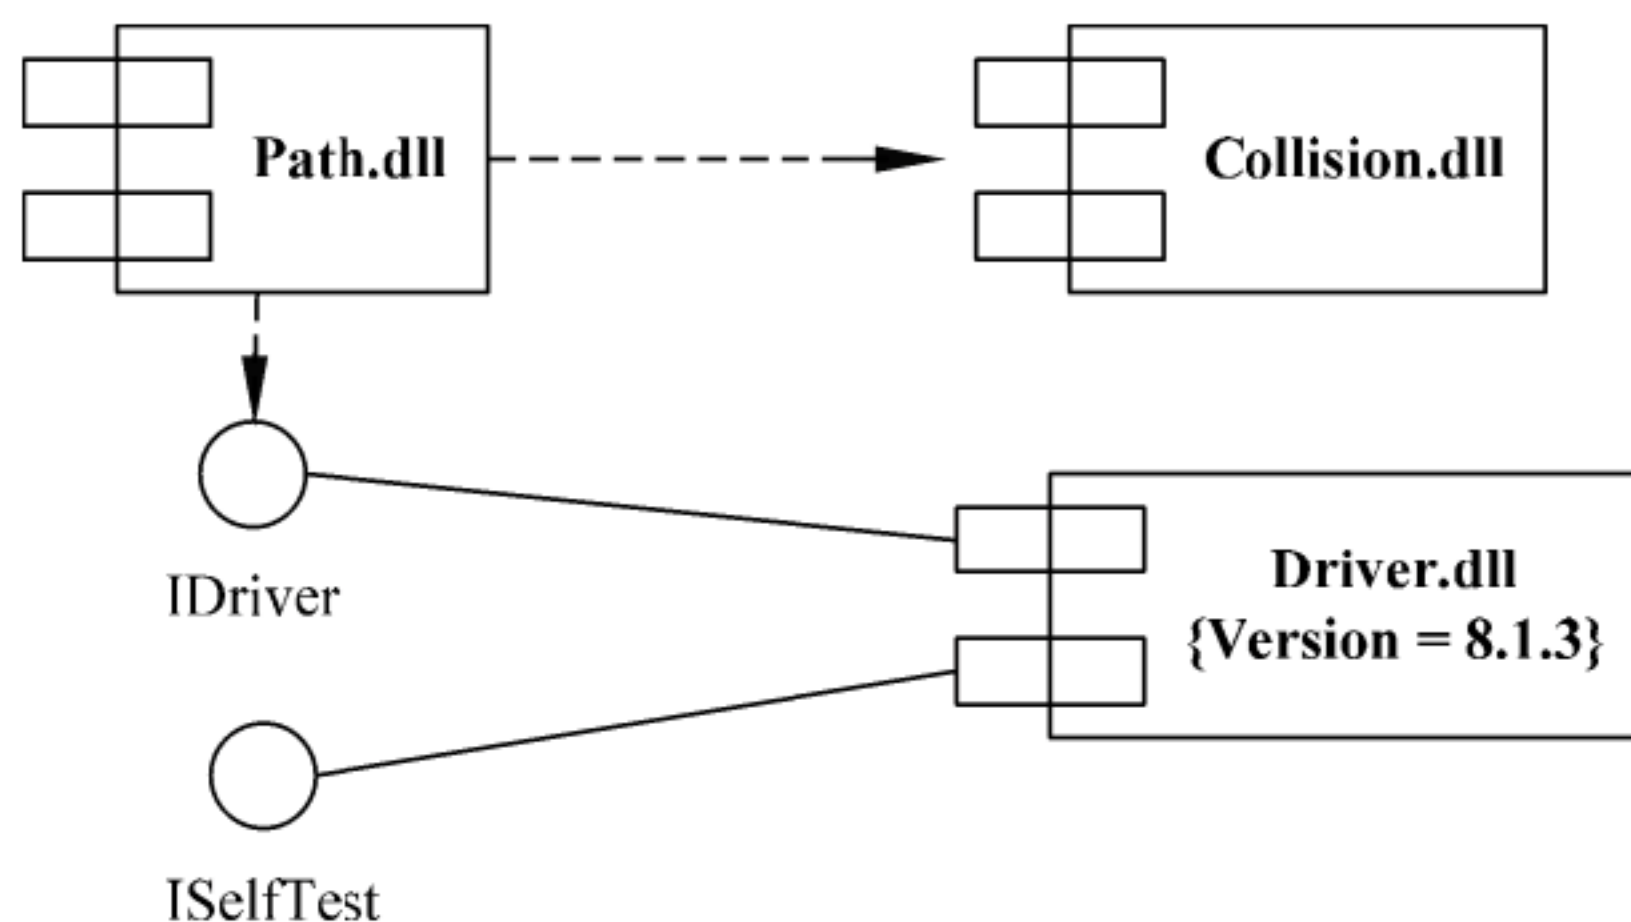 Path.dll
Collision.dll
IDriver
Driver.dll
{Version = 8.1.3}
ISelfTest